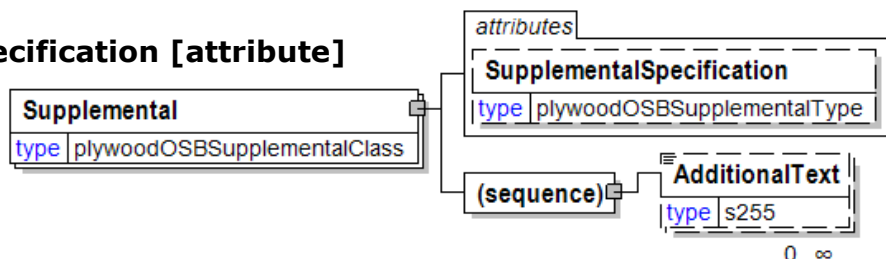 attributes
ecification [attribute]
SupplementalSpecification
type plywoodOSBSupplementalType
Supplemental
type plywoodOSBSupplementalClass
(sequence)
AdditionalText
type s255
0 ∞